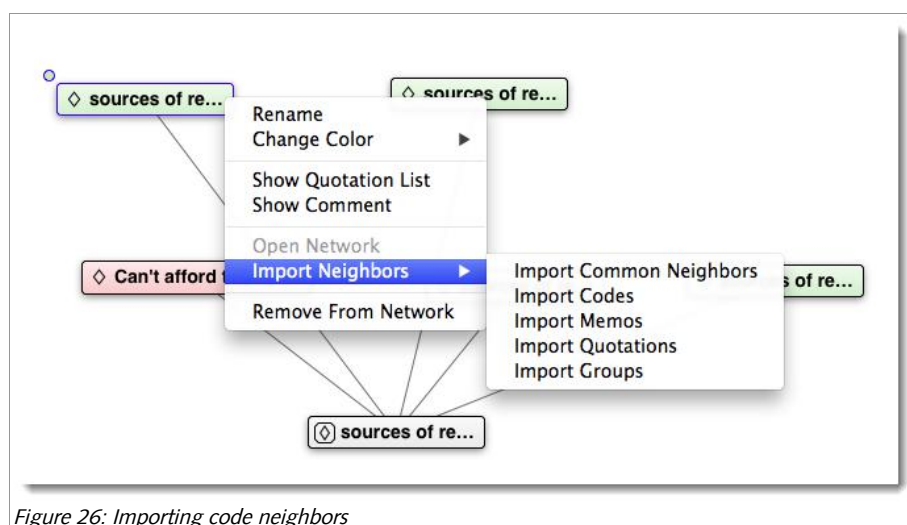 sources of re...
sources of re...
Rename
Change Color
Show Quotation List
Show Comment
Open Network
Import Neighbors
Can't afford
Import Common Neighbors
s of re...
Import Codes
Import Memos
Remove From Network
Import Quotations
Import Groups
sources of re...
Figure 26: Importing code neighbors